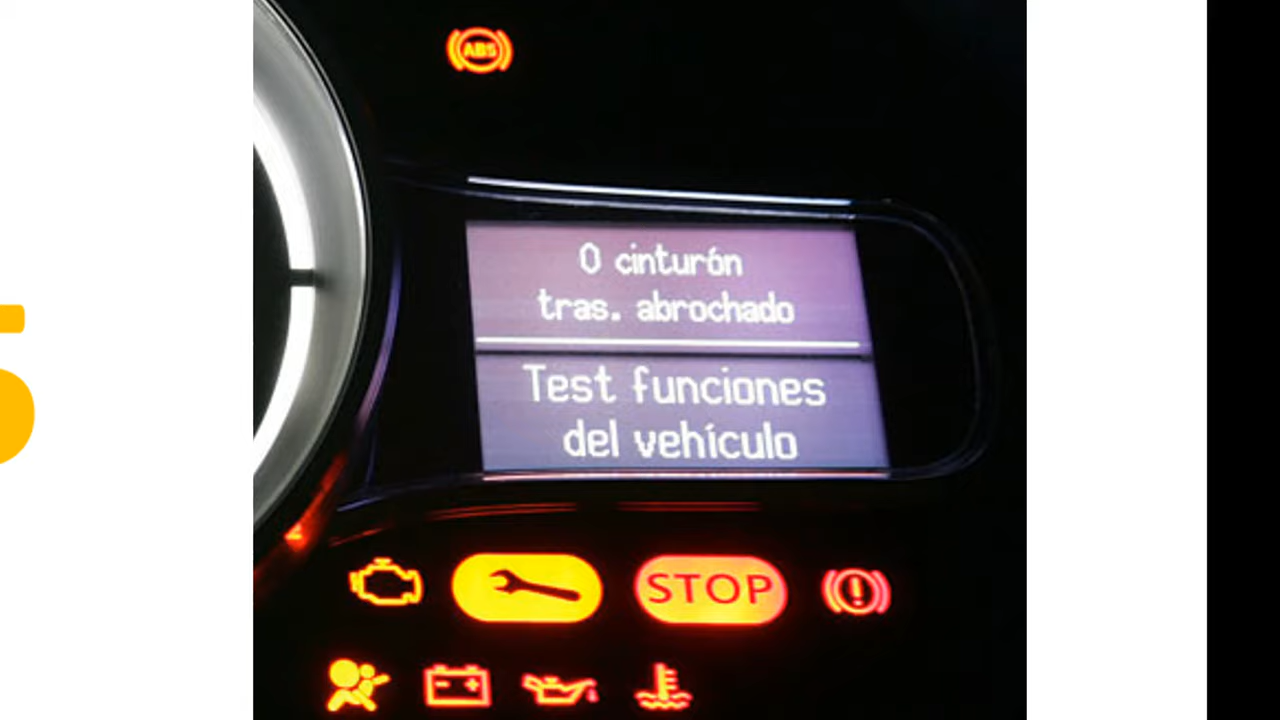 ABS
0 cinturón
tras. abrochado
Test funciones
del vehículo
STOP